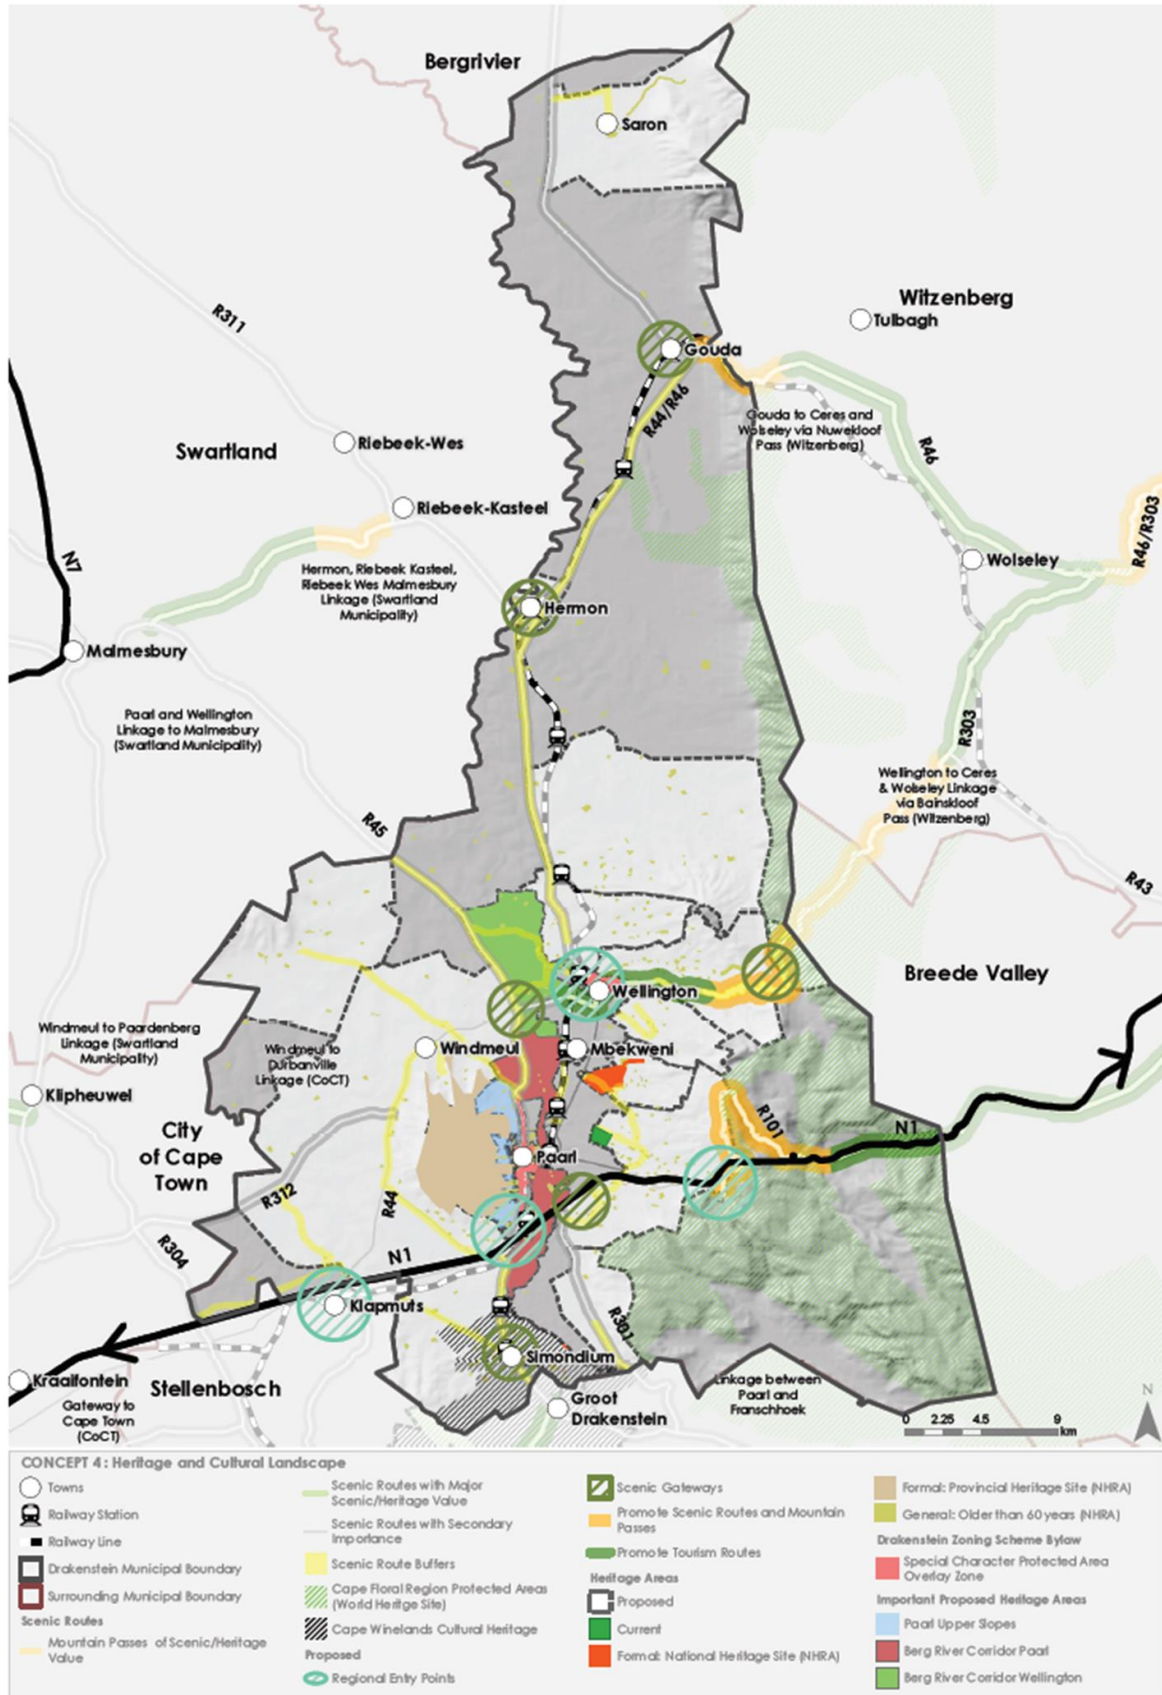 Bergrivier
Saron
Witzenberg
Tulbagh
R311
Gouda
R44/R46
Gouda to Ceres and
Wolseley via Nuwekloof
Pass (Witzenberg)
R46
Swartland
Riebeek-Wes
Riebeek-Kasteel
R46/R303
N7
Hermon, Riebeek Kasteel,
Riebeek Wes Malmesbury
Linkage (Swartland
Municipality)
Wolseley
Hermon
Malmesbury
Paarl and Wellington
Linkage to Malmesbury
(Swartland Municipality)
R303
Wellington to Ceres
& Wolseley Linkage
via Bainskloof
Pass (Witzenberg)
R45
R43
Breede Valley
Wellington
Windmeul to Paardenberg
Linkage (Swartland
Municipality)
Windmeul to
Durbanville
Linkage (CoCT)
Windmeul
Mbekweni
Klipheuwel
City
of Cape
Town
R101
N1
Paarl
R312
R44
R304
N1
Klapmuts
R301
Simondium
Kraaifontein
Stellenbosch
Gateway to
Cape Town
(CoCT)
Groot
Drakenstein
Linkage between
Paarl and
Franschhoek
N
0 2.25 4.5 9
km
CONCEPT 4 : Heritage and Cultural Landscape
Towns
Railway Station
Railway Line
Drakenstein Municipal Boundary
Surrounding Municipal Boundary
Scenic Routes
Mountain Passes of Scenic/Heritage
Value
Scenic Routes with Major
Scenic/Heritage Value
Scenic Routes with Secondary
Importance
Scenic Route Buffers
Cape Floral Region Protected Areas
(World Heritge Site)
Cape Winelands Cultural Heritage
Proposed
Regional Entry Points
Scenic Gateways
Promote Scenic Routes and Mountain
Passes
Promote Tourism Routes
Heritage Areas
Proposed
Current
Formal: National Heritage Site (NHRA)
Formal: Provincial Heritage Site (NHRA)
General: Older than 60 years (NHRA)
Drakenstein Zoning Scheme Bylaw
Special Character Protected Area
Overlay Zone
Important Proposed Heritage Areas
Paarl Upper Slopes
Berg River Corridor Paarl
Berg River Corridor Wellington